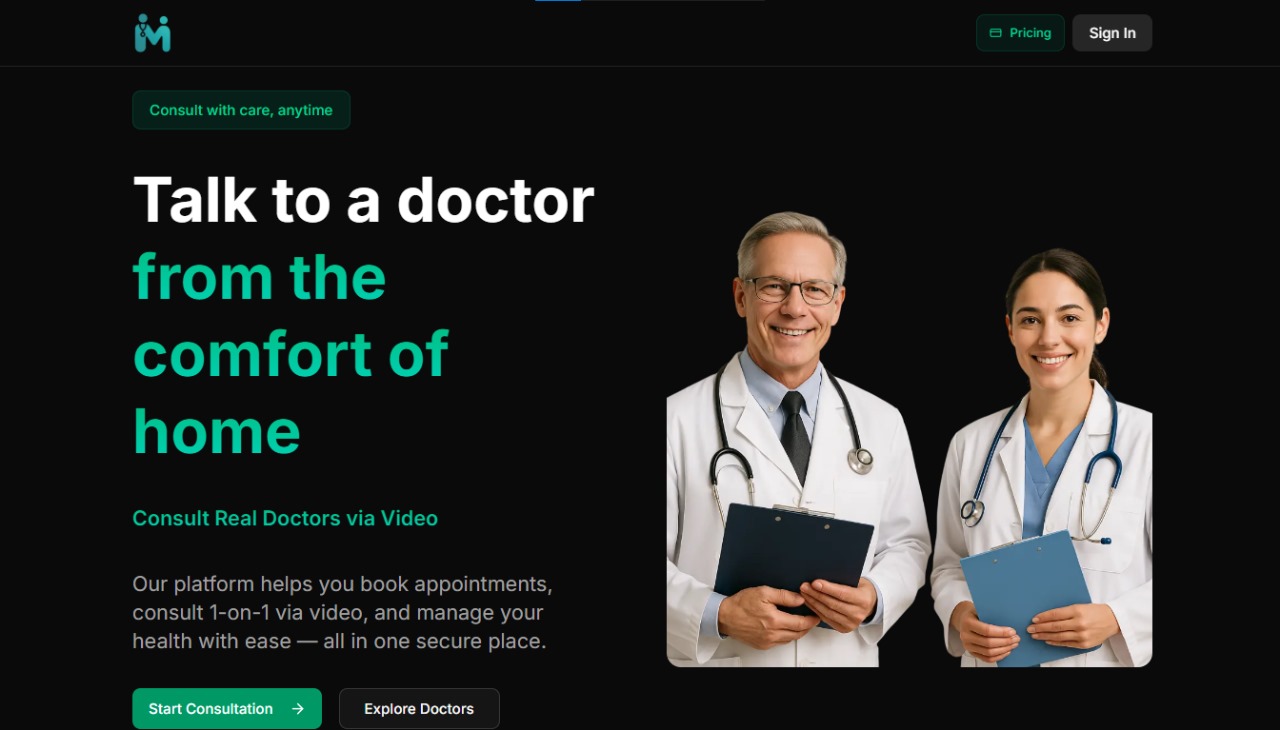 Pricing
Sign In
Consult with care, anytime
Talk to a doctor
from the
comfort of
home
Consult Real Doctors via Video
Our platform helps you book appointments,
consult 1-on-1 via video, and manage your
health with ease — all in one secure place.
Start Consultation →
Explore Doctors